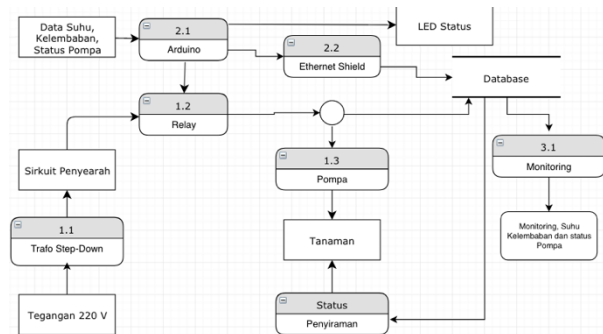 Data Suhu,
Kelembaban,
Status Pompa
2.1
Arduino
LED Status
2.2
Ethernet Shield
Database
1.2
Relay
Sirkuit Penyearah
1.3
Pompa
3.1
Monitoring
1.1
Trafo Step-Down
Tanaman
Monitoring, Suhu
Kelembaban dan status
Pompa
Tegangan 220 V
Status
Penyiraman